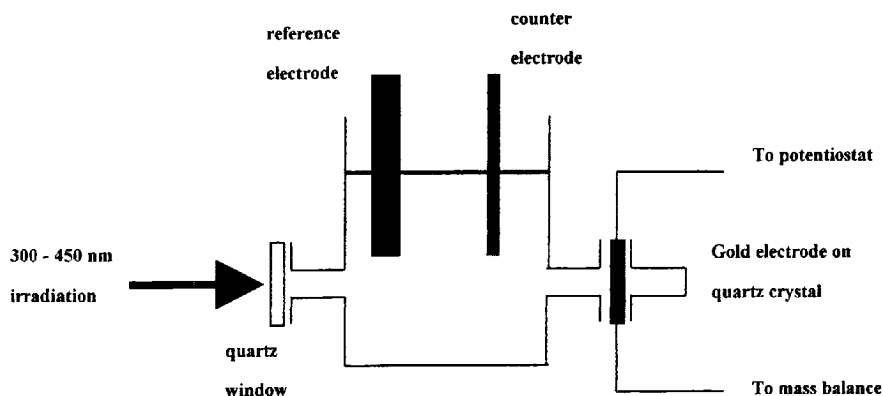 reference
electrode
counter
electrode
To potentiostat
300 - 450 nm
irradiation
Gold electrode on
quartz crystal
quartz
window
To mass balance